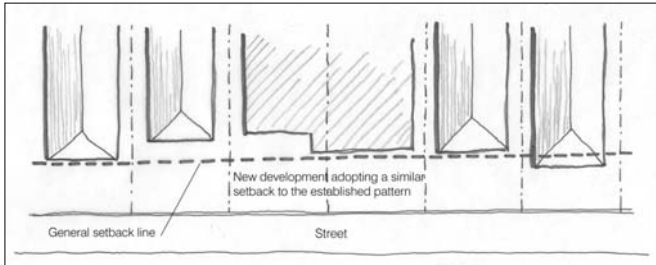 New development adopting a similar
setback to the established pattern
General setback line
Street